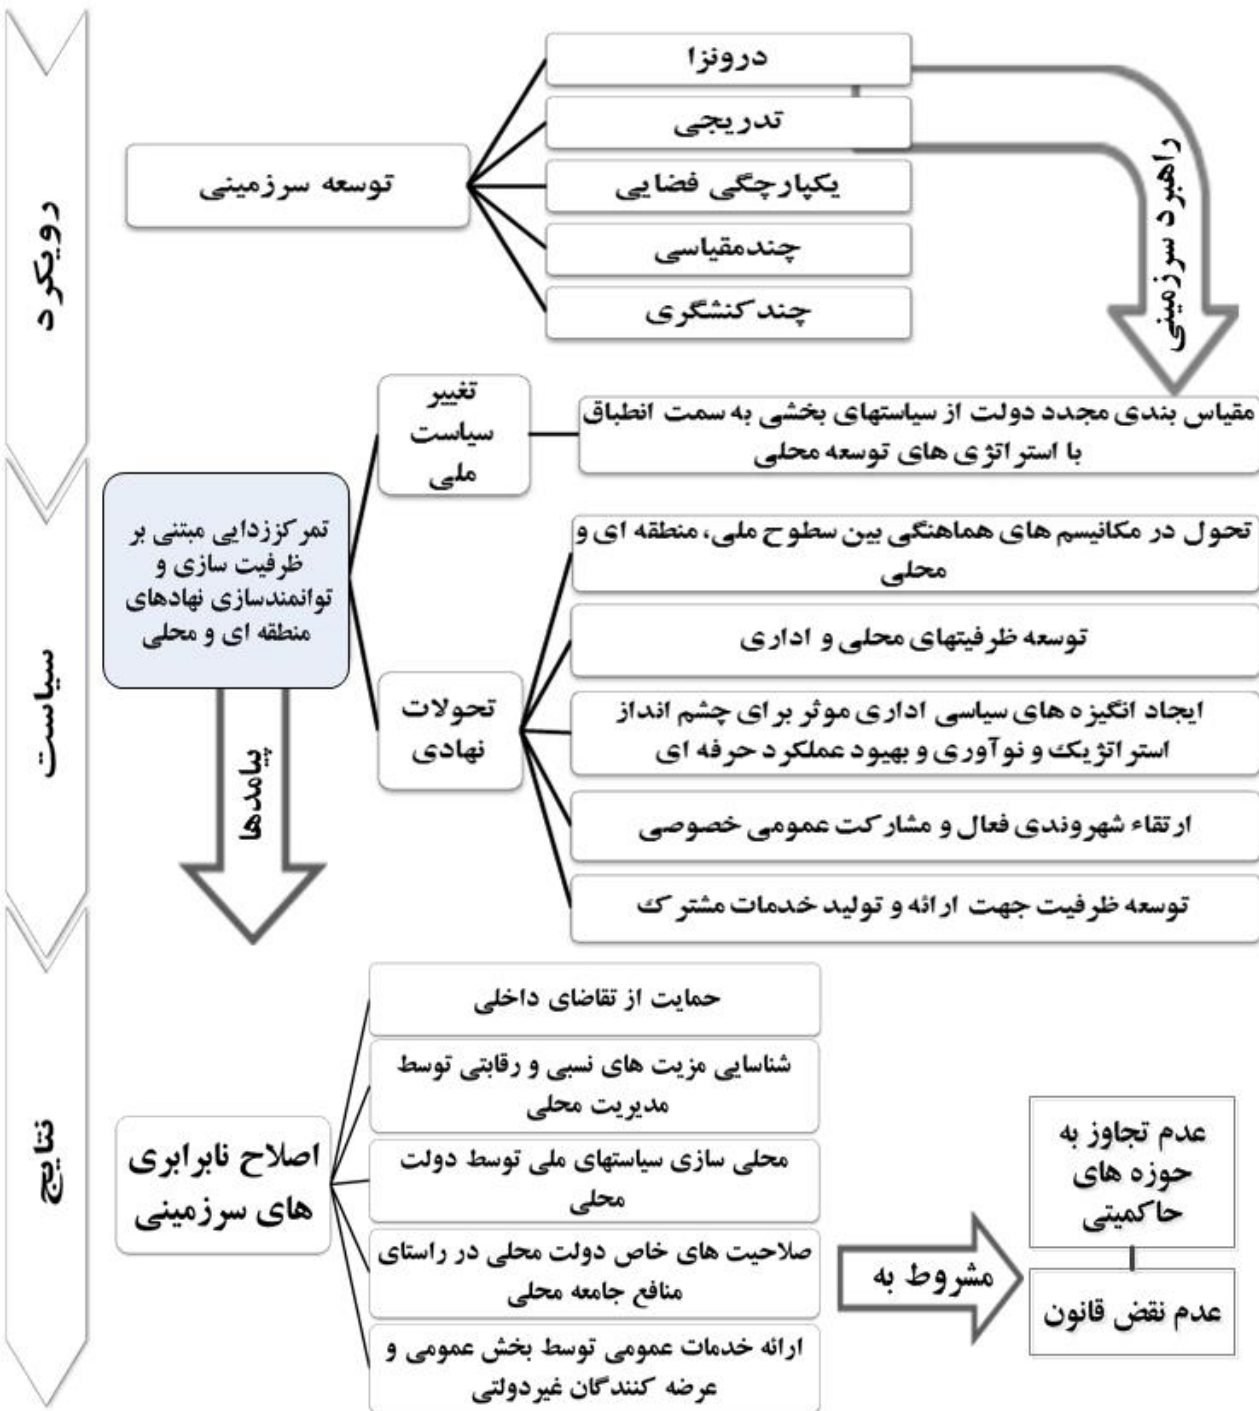 رویکرد
توسعه سرزمینی
درونزا
تدریجی
یکپارچگی فضایی
چندمقیاسی
چندکنشگری
راهبرد سرزمینی
سیاست
تمرکززدایی مبتنی بر
ظرفیت سازی و
توانمندسازی نهادهای
منطقه ای و محلی
تغییر
سیاست
ملی
مقیاس بندی مجدد دولت از سیاستهای بخشی به سمت انطباق
با استراتژی های توسعه محلی
تحولات
نهادی
تحول در مکانیسم های هماهنگی بین سطوح ملی، منطقه ای و
محلی
توسعه ظرفیتهای محلی و اداری
ایجاد انگیزه های سیاسی اداری موثر برای چشم انداز
استراتژیک و نوآوری و بهبود عملکرد حرفه ای
ارتقاء شهروندی فعال و مشارکت عمومی خصوصی
توسعه ظرفیت جهت ارائه و تولید خدمات مشترک
پیامدها
نتایج
اصلاح نابرابری
های سرزمینی
حمایت از تقاضای داخلی
شناسایی مزیت های نسبی و رقابتی توسط
مدیریت محلی
محلی سازی سیاستهای ملی توسط دولت
محلی
صلاحیت های خاص دولت محلی در راستای
منافع جامعه محلی
ارائه خدمات عمومی توسط بخش عمومی و
عرضه کنندگان غیردولتی
مشروط به
عدم تجاوز به
حوزه های
حاکمیتی
عدم نقض قانون